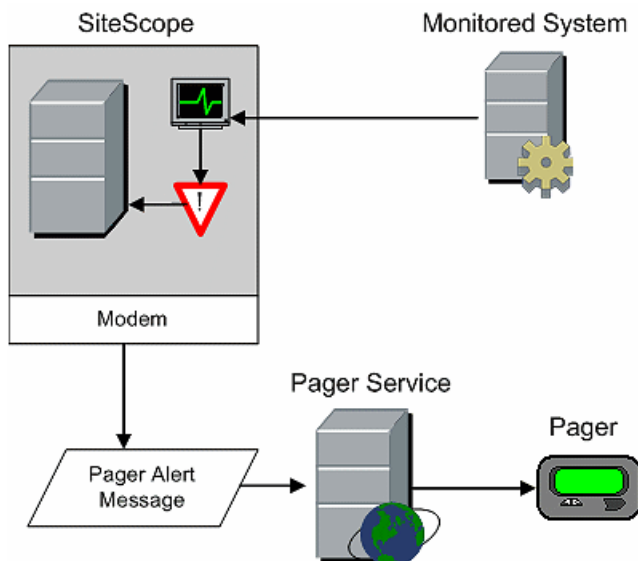 SiteScope
Monitored System
!
Modem
Pager Service
Pager
Pager Alert
Message